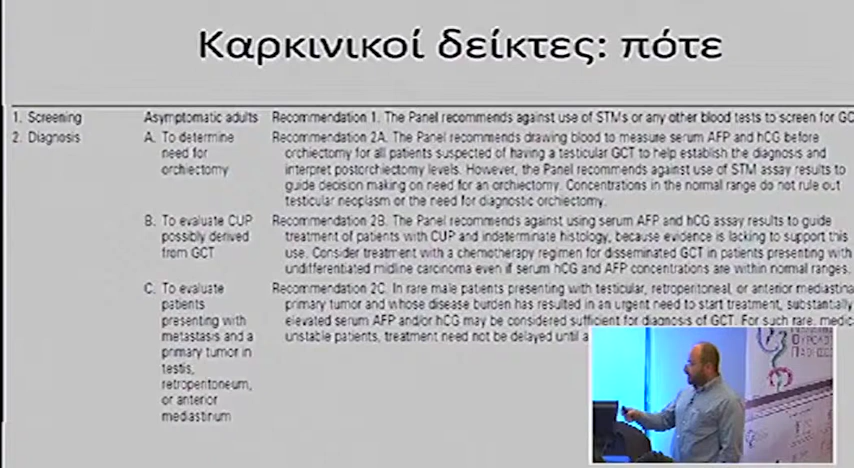 Καρκινικοί δείκτες: πότε
1. Screening Asymptomatic adults Recommendation 1. The Panel recommends against use of STMs or any other blood tests to screen for GC
2. Diagnosis A. To determine Recommendation 2A. The Panel recommends drawing blood to measure serum AFP and hCG before
need for orchiectomy for all patients suspected of having a testicular GCT to help establish the diagnosis and
orchiectomy interpret postorchiectomy levels. However, the Panel recommends against use of STM assay results to
guide decision making on need for an orchiectomy. Concentrations in the normal range do not rule out
testicular neoplasm or the need for diagnostic orchiectomy.
B. To evaluate CUP Recommendation 2B. The Panel recommends against using serum AFP and hCG assay results to guide
possibly derived treatment of patients with CUP and indeterminate histology, because evidence is lacking to support this
from GCT use. Consider treatment with a chemotherapy regimen for disseminated GCT in patients presenting with
undifferentiated midline carcinoma even if serum hCG and AFP concentrations are within normal ranges.
C. To evaluate Recommendation 2C. In rare male patients presenting with testicular, retroperitoneal, or anterior mediastina
patients primary tumor and whose disease burden has resulted in an urgent need to start treatment, substantially
presenting with elevated serum AFP and/or hCG may be considered sufficient for diagnosis of GCT. For such rare, medic
metastasis and a unstable patients, treatment need not be delayed until
primary tumor in
testis,
retroperitoneum,
or anterior
mediastinum